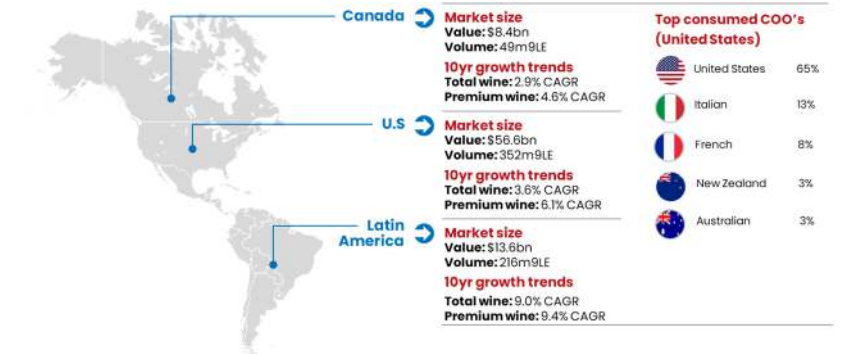 Canada
Market size
Value: $8.4bn
Volume: 49m9LE
10yr growth trends
Total wine: 2.9% CAGR
Premium wine: 4.6% CAGR
U.S
Market size
Value: $56.6bn
Volume: 352m9LE
10yr growth trends
Total wine: 3.6% CAGR
Premium wine: 6.1% CAGR
Latin
America
Market size
Value: $13.6bn
Volume: 216m9LE
10yr growth trends
Total wine: 9.0% CAGR
Premium wine: 9.4% CAGR
Top consumed COO's
(United States)
United States 65%
Italian 13%
French 8%
New Zealand 3%
Australian 3%